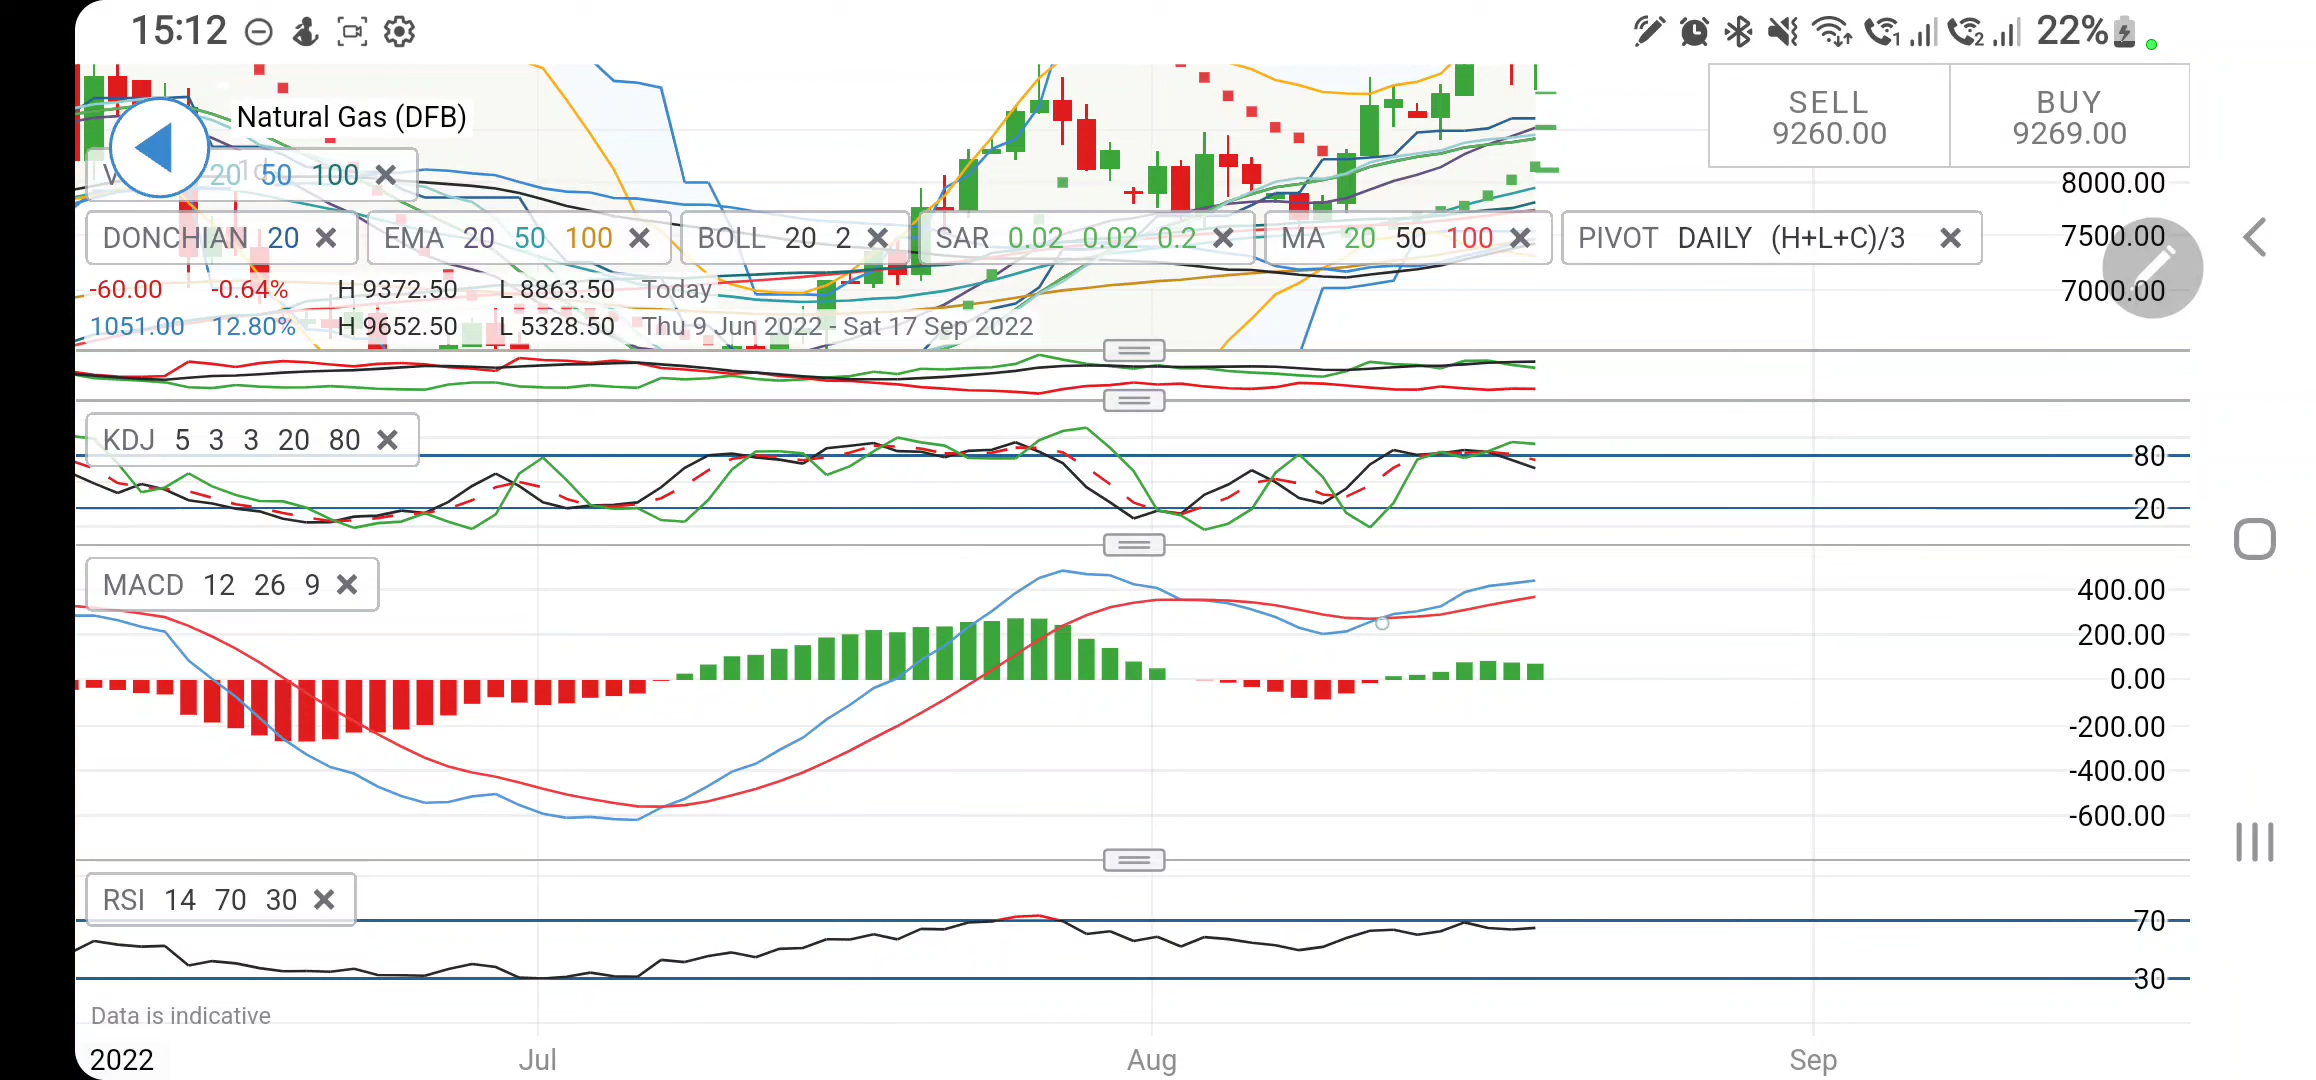 15:12 1 2 22%
Natural Gas (DFB)
SELL BUY
9260.00 9269.00
20 50 100
8000.00
DONCHIAN 20 EMA 20 50 100 BOLL 20 2 SAR 0.02 0.02 0.2 MA 20 50 100 PIVOT DAILY (H+L+C)/3
7500.00
-60.00 -0.64% H 9372.50 L 8863.50 Today
7000.00
1051.00 12.80% H 9652.50 L 5328.50 Thu 9 Jun 2022 - Sat 17 Sep 2022
KDJ 5 3 3 20 80
80
20
MACD 12 26 9
400.00
200.00
0.00
-200.00
-400.00
-600.00
RSI 14 70 30
70
30
Data is indicative
2022 Jul Aug Sep